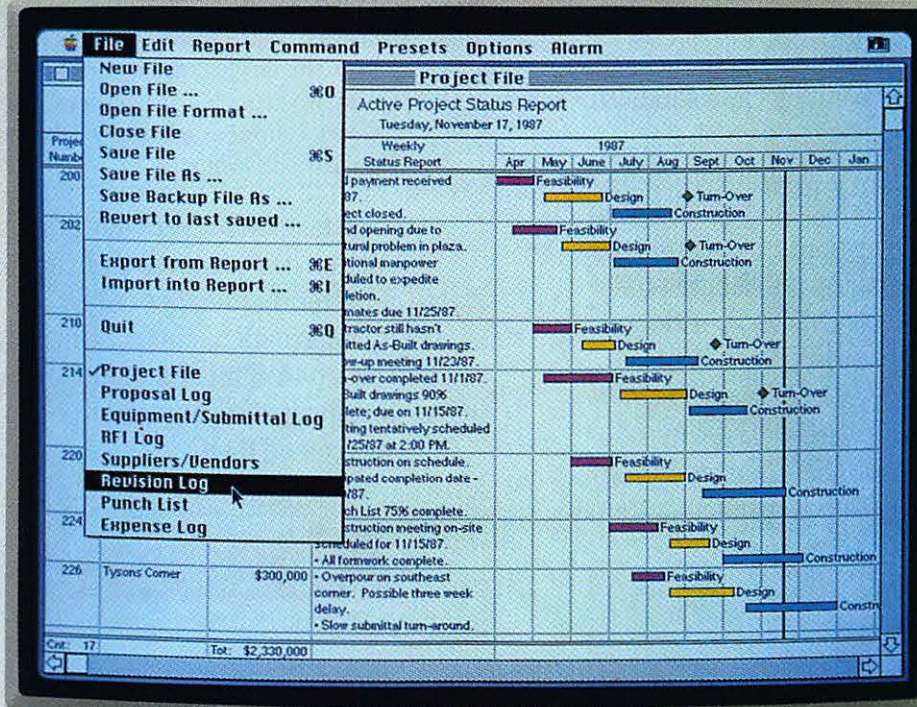 File Edit Report Command Presets Options Alarm
New File
Open File ... ⌘O
Open File Format ...
Close File
Save File ⌘S
Save File As ...
Save Backup File As ...
Revert to last saved ...
Export from Report ... ⌘E
Import into Report ... ⌘I
Quit ⌘Q
✓Project File
Proposal Log
Equipment/Submittal Log
RFI Log
Suppliers/Vendors
Revision Log
Punch List
Expense Log
Project File
Active Project Status Report
Tuesday, November 17, 1987
Weekly
Status Report
1987
Apr May June July Aug Sept Oct Nov Dec Jan
200
payment received
87.
ect closed.
Feasibility
Design
Turn-Over
Construction
202
nd opening due to
tural problem in plaza.
tional manpower
duled to expedite
letion.
mates due 11/25/87.
Feasibility
Design
Turn-Over
Construction
210
tractor still hasn't
itted As-Built drawings.
ow-up meeting 11/23/87.
Feasibility
Design
Turn-Over
Construction
214
-over completed 11/1/87.
Built drawings 90%
lete; due on 11/15/87.
ting tentatively scheduled
/25/87 at 2:00 PM.
Feasibility
Design
Turn-Over
Construction
220
struction on schedule.
ipated completion date -
/87.
ch List 75% complete.
Feasibility
Design
Construction
224
struction meeting on-site
scheduled for 11/15/87.
• All formwork complete.
Feasibility
Design
Construction
226 Tysons Corner $300,000
• Overpour on southeast
corner. Possible three week
delay.
• Slow submittal turn-around.
Feasibility
Design
Constr
Cnt: 17 Tot: $2,330,000